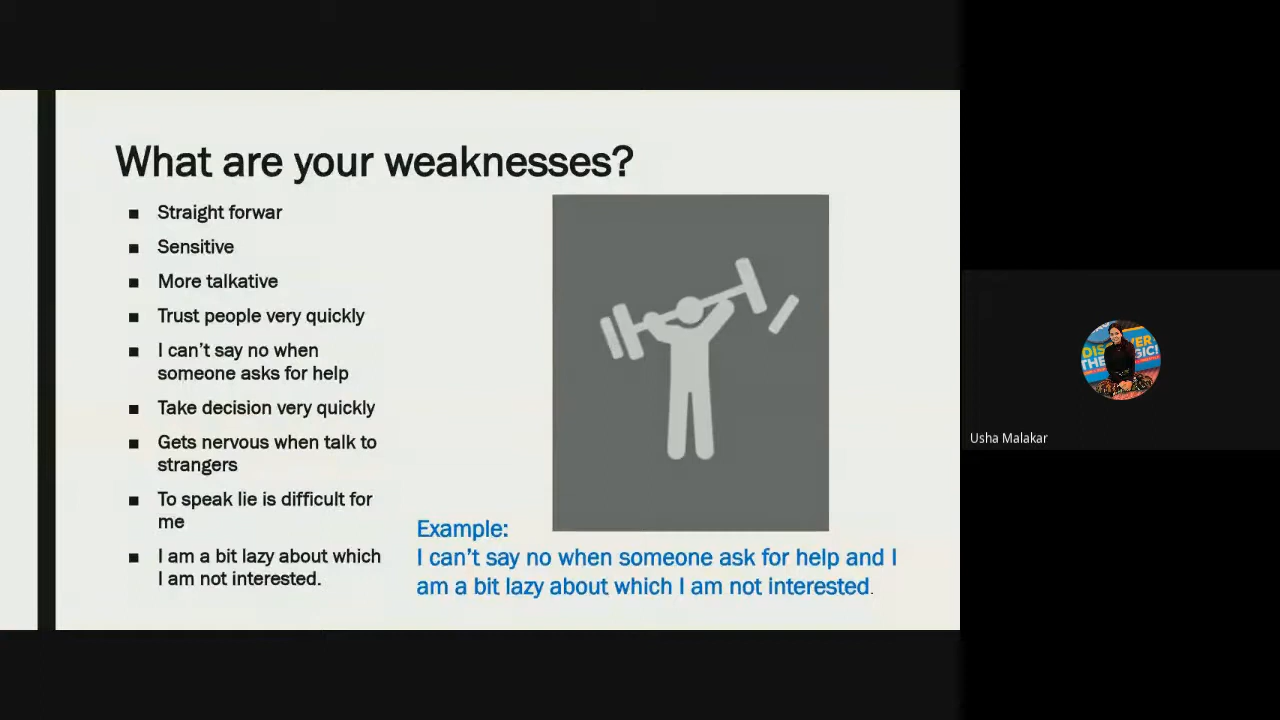 What are your weaknesses?
Straight forwar
Sensitive
More talkative
Trust people very quickly
I can't say no when
someone asks for help
Take decision very quickly
Gets nervous when talk to
strangers
To speak lie is difficult for
me
I am a bit lazy about which
I am not interested.
Example:
I can't say no when someone ask for help and I
am a bit lazy about which I am not interested.
Usha Malakar